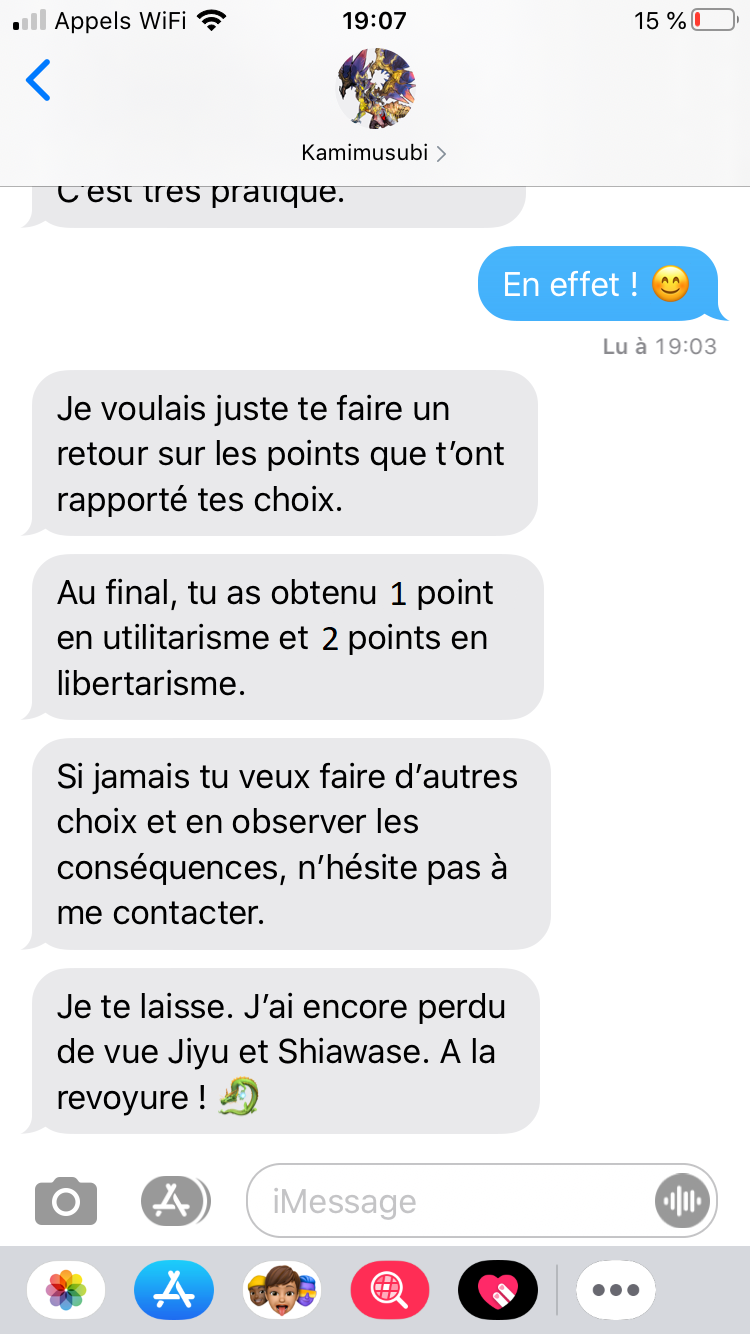 Appels WiFi 19:07 15 %
Kamimusubi
C'est très pratique.
En effet ! 😊
Lu à 19:03
Je voulais juste te faire un
retour sur les points que t’ont
rapporté tes choix.
Au final, tu as obtenu 1 point
en utilitarisme et 2 points en
libertarisme.
Si jamais tu veux faire d’autres
choix et en observer les
conséquences, n’hésite pas à
me contacter.
Je te laisse. J’ai encore perdu
de vue Jiyu et Shiawase. A la
revoyure ! 🐉
iMessage